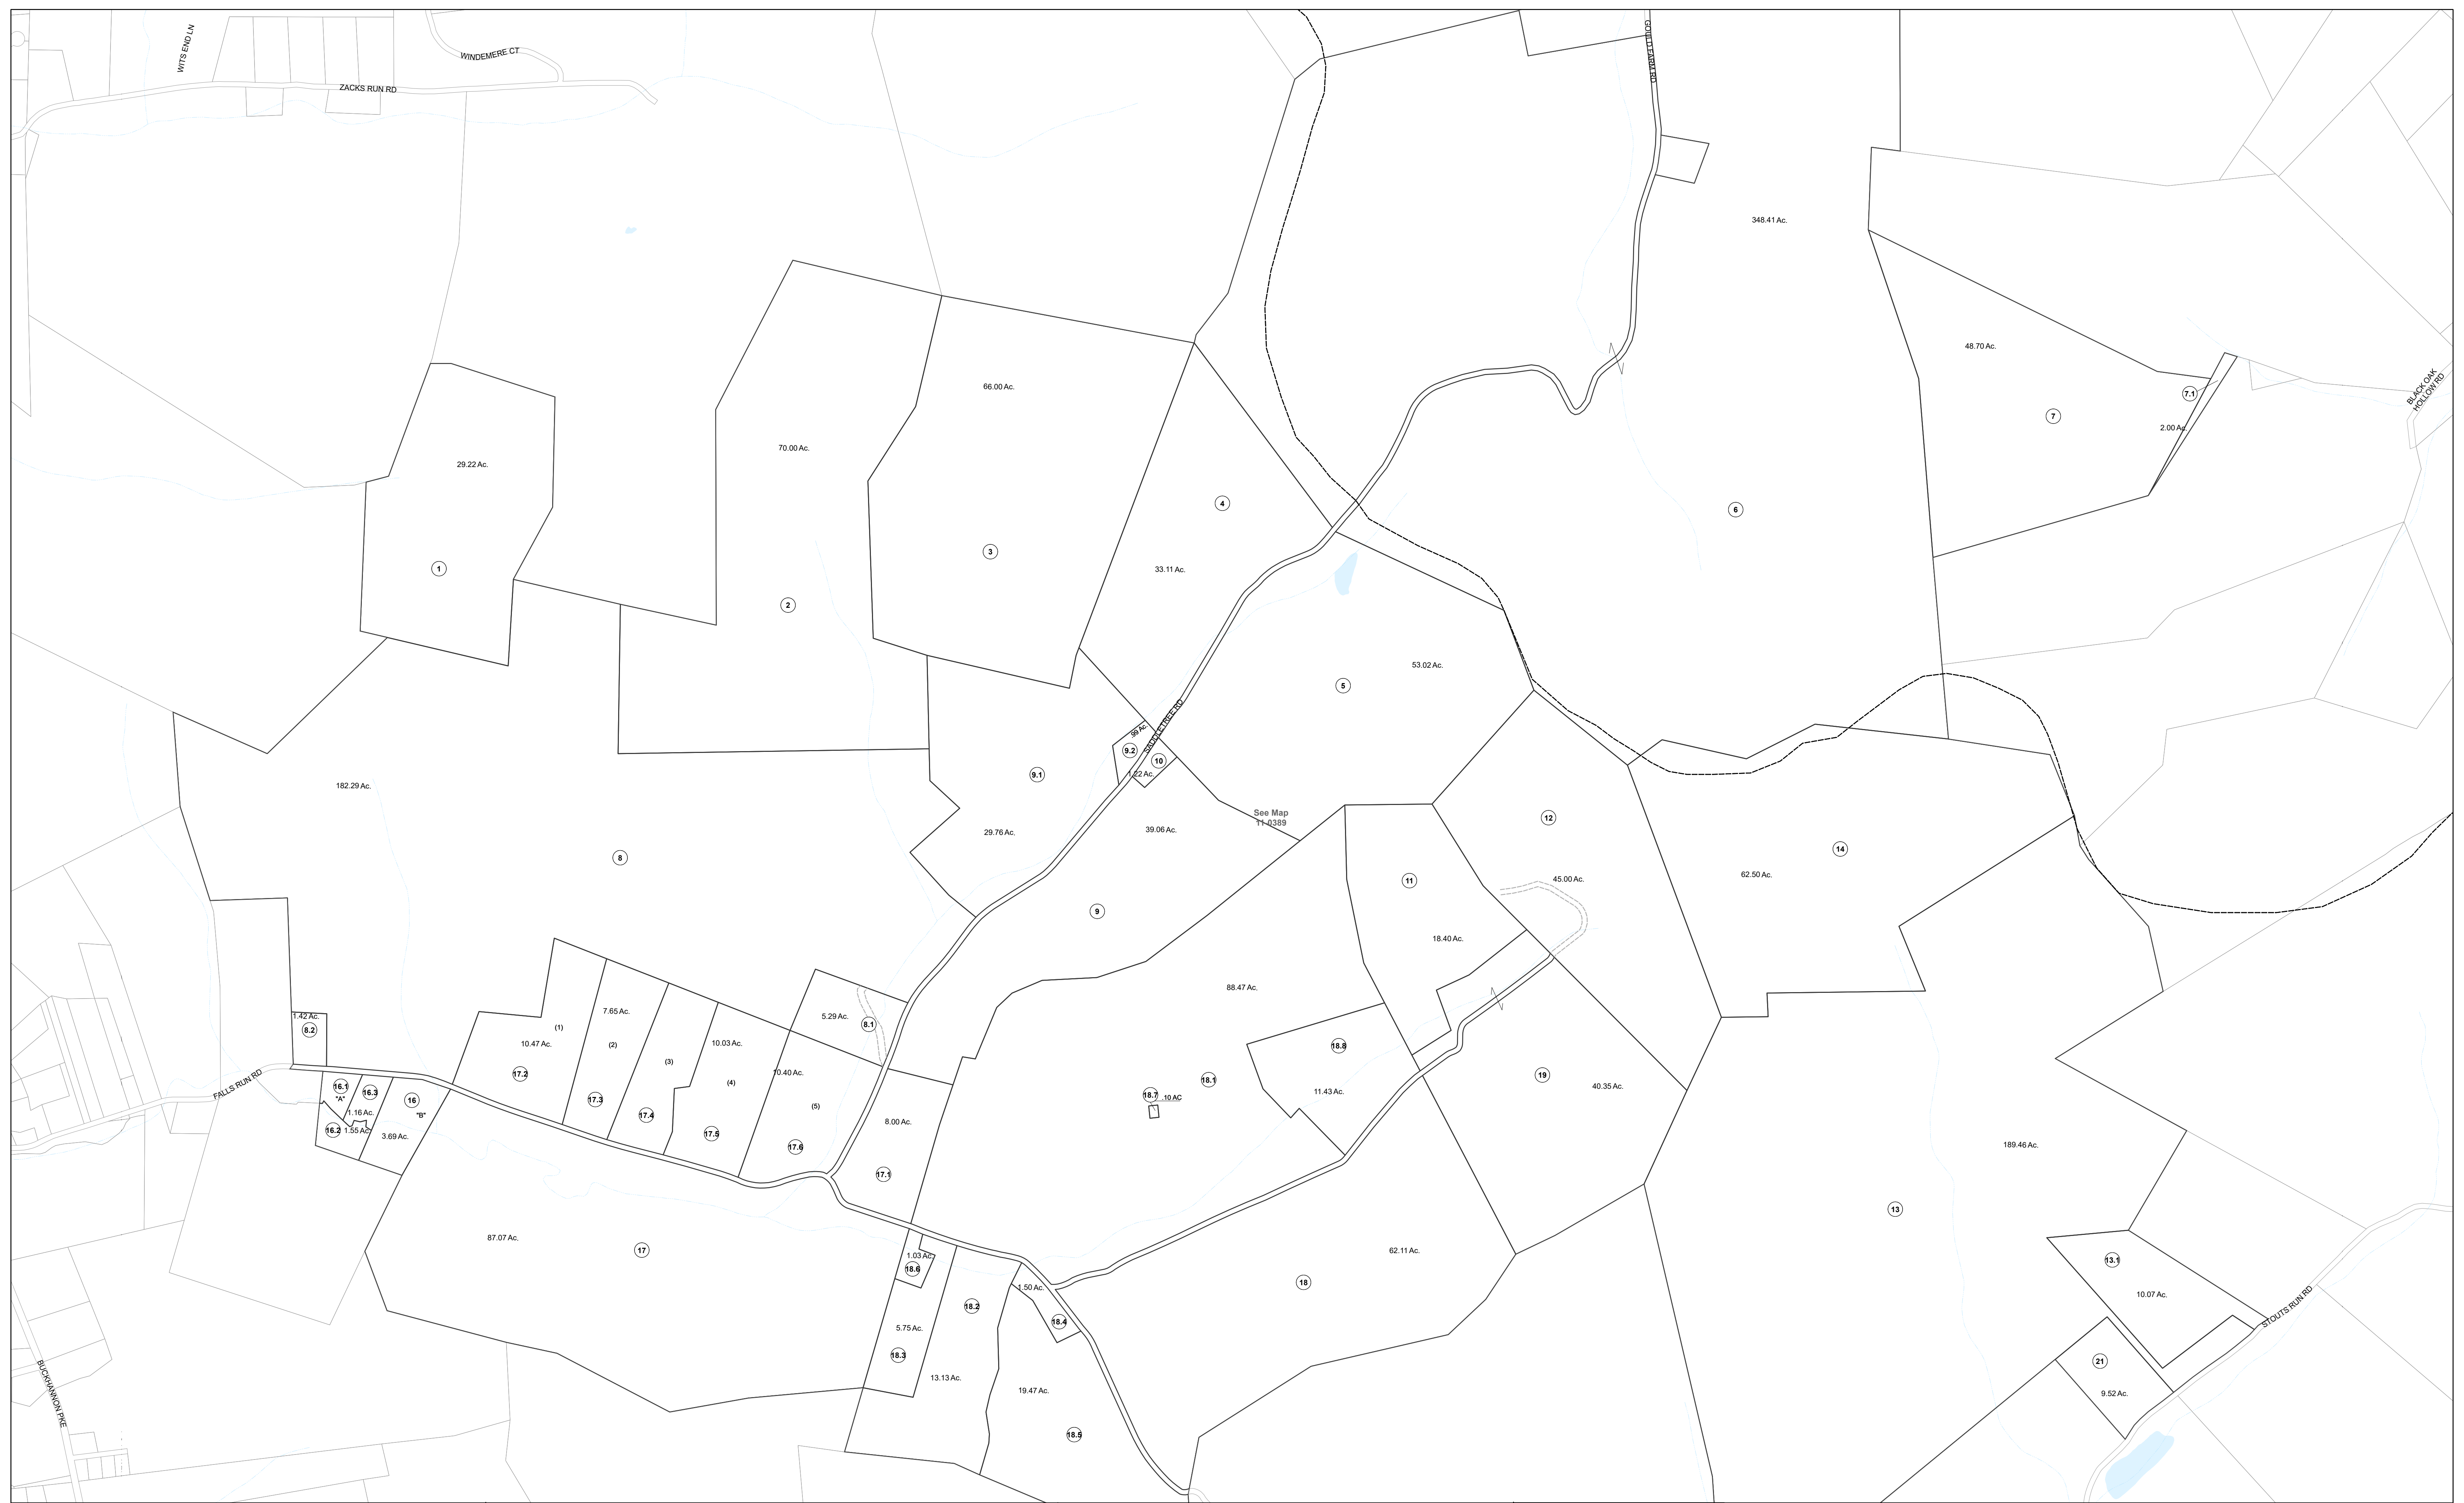 WITS END LN
WINDEMERE CT
ZACKS RUN RD
GOULD FARM RD
348.41 Ac.
48.70 Ac.
66.00 Ac.
7.1
BLACK OAK
HOLLOW RD
7
2.00 Ac.
70.00 Ac.
29.22 Ac.
4
6
3
1
33.11 Ac.
2
53.02 Ac.
5
SADDLETREE RD
.99 Ac.
9.2
10
1.22 Ac.
9.1
182.29 Ac.
See Map
11-0389
12
29.76 Ac.
39.06 Ac.
14
8
62.50 Ac.
11
45.00 Ac.
9
18.40 Ac.
88.47 Ac.
1.42 Ac.
8.2
7.65 Ac.
5.29 Ac.
8.1
(1)
10.47 Ac.
(2)
10.03 Ac.
18.8
(3)
17.2
10.40 Ac.
(4)
18.1
19
40.35 Ac.
FALLS RUN RD
16.1
16.3
"A"
16
17.3
18.7
.10 AC
11.43 Ac.
(5)
1.16 Ac.
"B"
17.4
8.00 Ac.
16.2
1.55 Ac.
3.69 Ac.
17.5
17.6
189.46 Ac.
17.1
13
87.07 Ac.
17
62.11 Ac.
1.03 Ac.
18.6
13.1
18
1.50 Ac.
10.07 Ac.
18.2
18.4
STOUTS RUN RD
5.75 Ac.
18.3
21
BUCKHANNON PKE
13.13 Ac.
19.47 Ac.
9.52 Ac.
18.5